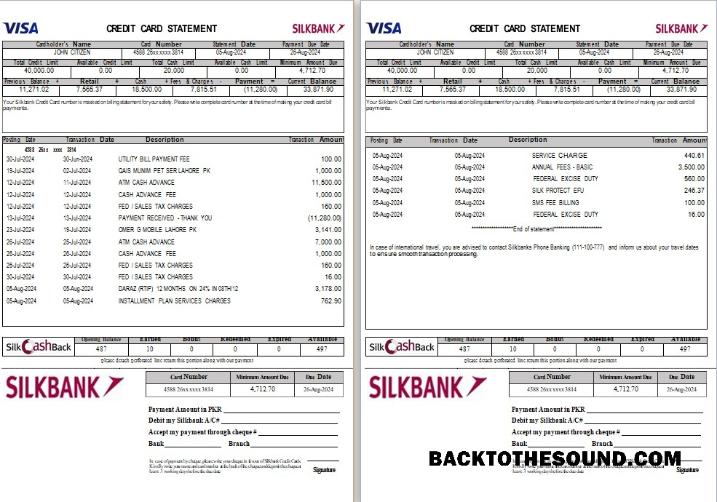 VISA CREDIT CARD STATEMENT SILKBANK
Cardholder's Name Card Number Statement Date Payment Due Date
JOHN CITIZEN 4588 26xx xxxx 3814 05-Aug-2024 26-Aug-2024
Total Credit Limit Available Credit Limit Total Cash Limit Available Cash Limit Minimum Amount Due
40,000.00 0.00 20,000 0.00 4,712.70
Previous Balance + Retail + Cash + Fees & Charges - Payment = Current Balance
11,271.02 7,565.37 18,500.00 7,815.51 (11,280.00) 33,871.90
Your Silkbank Credit Card number is masked on billing statement for your safety. Please write complete card number at the time of making your credit card bill
payments.
Posting Date Transaction Date Description Transaction Amount
4588 26xx xxxx 3814
30-Jul-2024 30-Jun-2024 UTILITY BILL PAYMENT FEE 100.00
19-Jul-2024 02-Jul-2024 QAIS MUNIM PET SER LAHORE PK 1,000.00
12-Jul-2024 11-Jul-2024 ATM CASH ADVANCE 11,500.00
12-Jul-2024 12-Jul-2024 CASH ADVANCE FEE 1,000.00
12-Jul-2024 12-Jul-2024 FED / SALES TAX CHARGES 160.00
13-Jul-2024 13-Jul-2024 PAYMENT RECEIVED - THANK YOU (11,280.00)
23-Jul-2024 19-Jul-2024 OMER G MOBILE LAHORE PK 3,141.00
26-Jul-2024 25-Jul-2024 ATM CASH ADVANCE 7,000.00
26-Jul-2024 26-Jul-2024 CASH ADVANCE FEE 1,000.00
26-Jul-2024 26-Jul-2024 FED / SALES TAX CHARGES 160.00
30-Jul-2024 30-Jul-2024 FED / SALES TAX CHARGES 16.00
05-Aug-2024 05-Aug-2024 DARAZ (RTIP) 12 MONTHS ON 24% IN 08TH/12 3,178.00
05-Aug-2024 05-Aug-2024 INSTALLMENT PLAN SERVICES CHARGES 762.90
Silk CashBack
Opening Balance Earned Bonus Redeemed Expired Available
487 10 0 0 0 497
please detach perforated line return this portion along with our payment
SILKBANK
Card Number Minimum Amount Due Due Date
4588 26xx xxxx 3814 4,712.70 26-Aug-2024
Payment Amount in PKR
Debit my Silkbank A/C#
Accept my payment through cheque #
Bank Branch
Signature
VISA CREDIT CARD STATEMENT SILKBANK
Cardholder's Name Card Number Statement Date Payment Due Date
JOHN CITIZEN 4588 26xx xxxx 3814 05-Aug-2024 26-Aug-2024
Total Credit Limit Available Credit Limit Total Cash Limit Available Cash Limit Minimum Amount Due
40,000.00 0.00 20,000 0.00 4,712.70
Previous Balance + Retail + Cash + Fees & Charges - Payment = Current Balance
11,271.02 7,565.37 18,500.00 7,815.51 (11,280.00) 33,871.90
Your Silkbank Credit Card number is masked on billing statement for your safety. Please write complete card number at the time of making your credit card bill
payments.
Posting Date Transaction Date Description Transaction Amount
05-Aug-2024 05-Aug-2024 SERVICE CHARGE 440.61
05-Aug-2024 05-Aug-2024 ANNUAL FEES - BASIC 3,500.00
05-Aug-2024 05-Aug-2024 FEDERAL EXCISE DUTY 560.00
05-Aug-2024 05-Aug-2024 SILK PROTECT EFU 246.37
05-Aug-2024 05-Aug-2024 SMS FEE BILLING 100.00
05-Aug-2024 05-Aug-2024 FEDERAL EXCISE DUTY 16.00
********************End of statement**********************
In case of international travel, you are advised to contact Silkbanks Phone Banking (111-100-777) and inform us about your travel dates
to ensure smooth transaction processing.
Silk CashBack
Opening Balance Earned Bonus Redeemed Expired Available
487 10 0 0 0 497
please detach perforated line return this portion along with our payment
SILKBANK
Card Number Minimum Amount Due Due Date
4588 26xx xxxx 3814 4,712.70 26-Aug-2024
Payment Amount in PKR
Debit my Silkbank A/C#
Accept my payment through cheque #
Bank Branch
BACKTOTHESOUND.COM
Signature